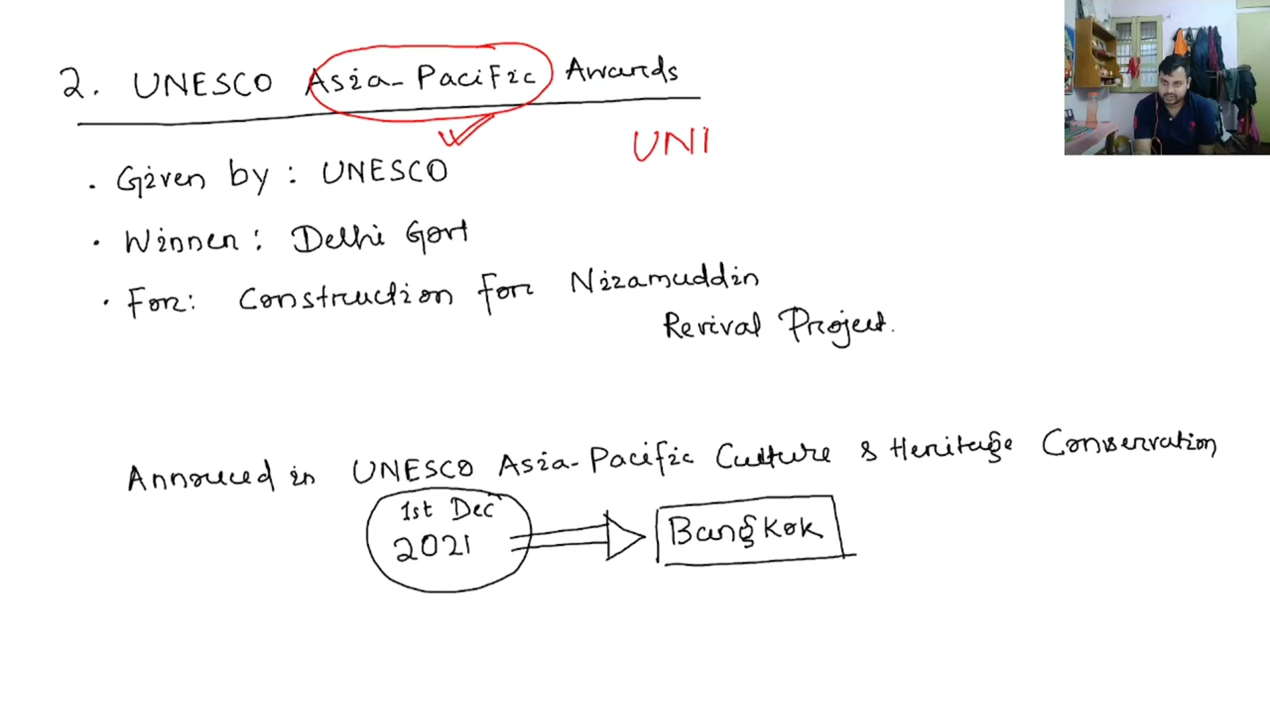 2. UNESCO Asia-Pacific Awards
UNI
. Given by : UNESCO
. Winner : Delhi Govt
. For: Construction for Nizamuddin
Revival Project.
Annouced in UNESCO Asia-Pacific Culture & Heritage Conservation
1st Dec
2021
Bangkok